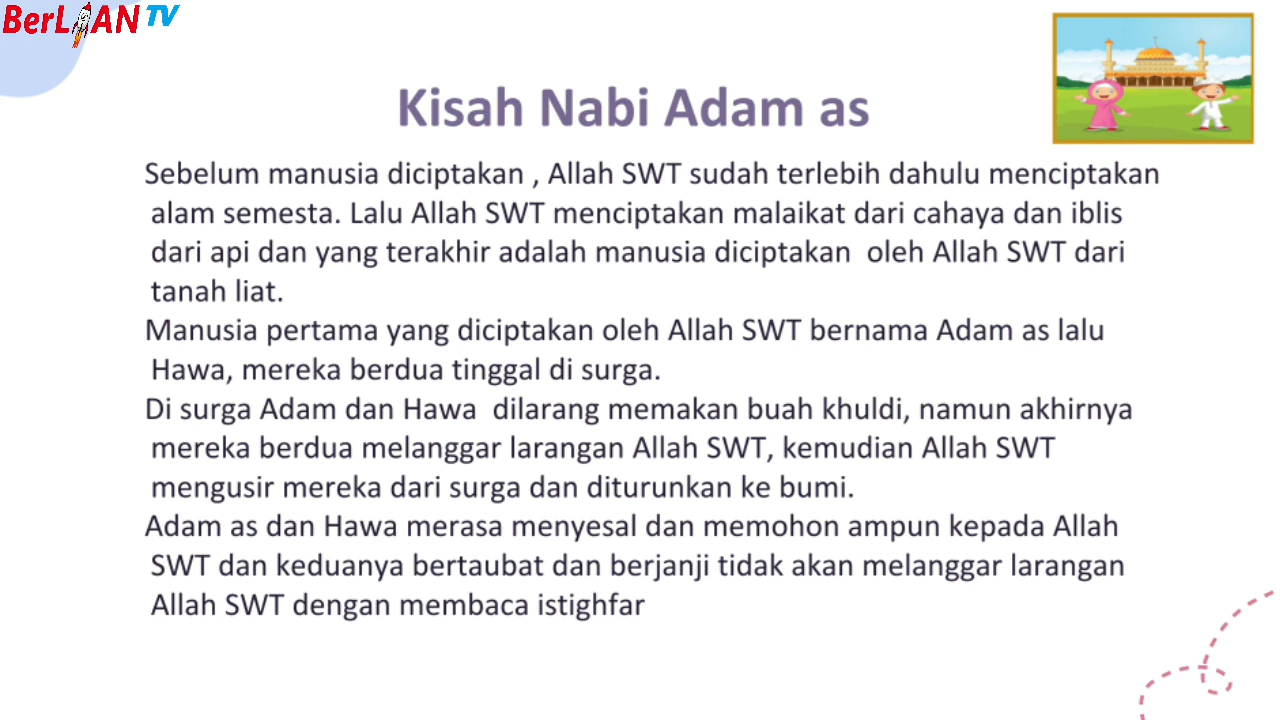 BerLIAN TV
Kisah Nabi Adam as
Sebelum manusia diciptakan , Allah SWT sudah terlebih dahulu menciptakan
alam semesta. Lalu Allah SWT menciptakan malaikat dari cahaya dan iblis
dari api dan yang terakhir adalah manusia diciptakan oleh Allah SWT dari
tanah liat.
Manusia pertama yang diciptakan oleh Allah SWT bernama Adam as lalu
Hawa, mereka berdua tinggal di surga.
Di surga Adam dan Hawa dilarang memakan buah khuldi, namun akhirnya
mereka berdua melanggar larangan Allah SWT, kemudian Allah SWT
mengusir mereka dari surga dan diturunkan ke bumi.
Adam as dan Hawa merasa menyesal dan memohon ampun kepada Allah
SWT dan keduanya bertaubat dan berjanji tidak akan melanggar larangan
Allah SWT dengan membaca istighfar